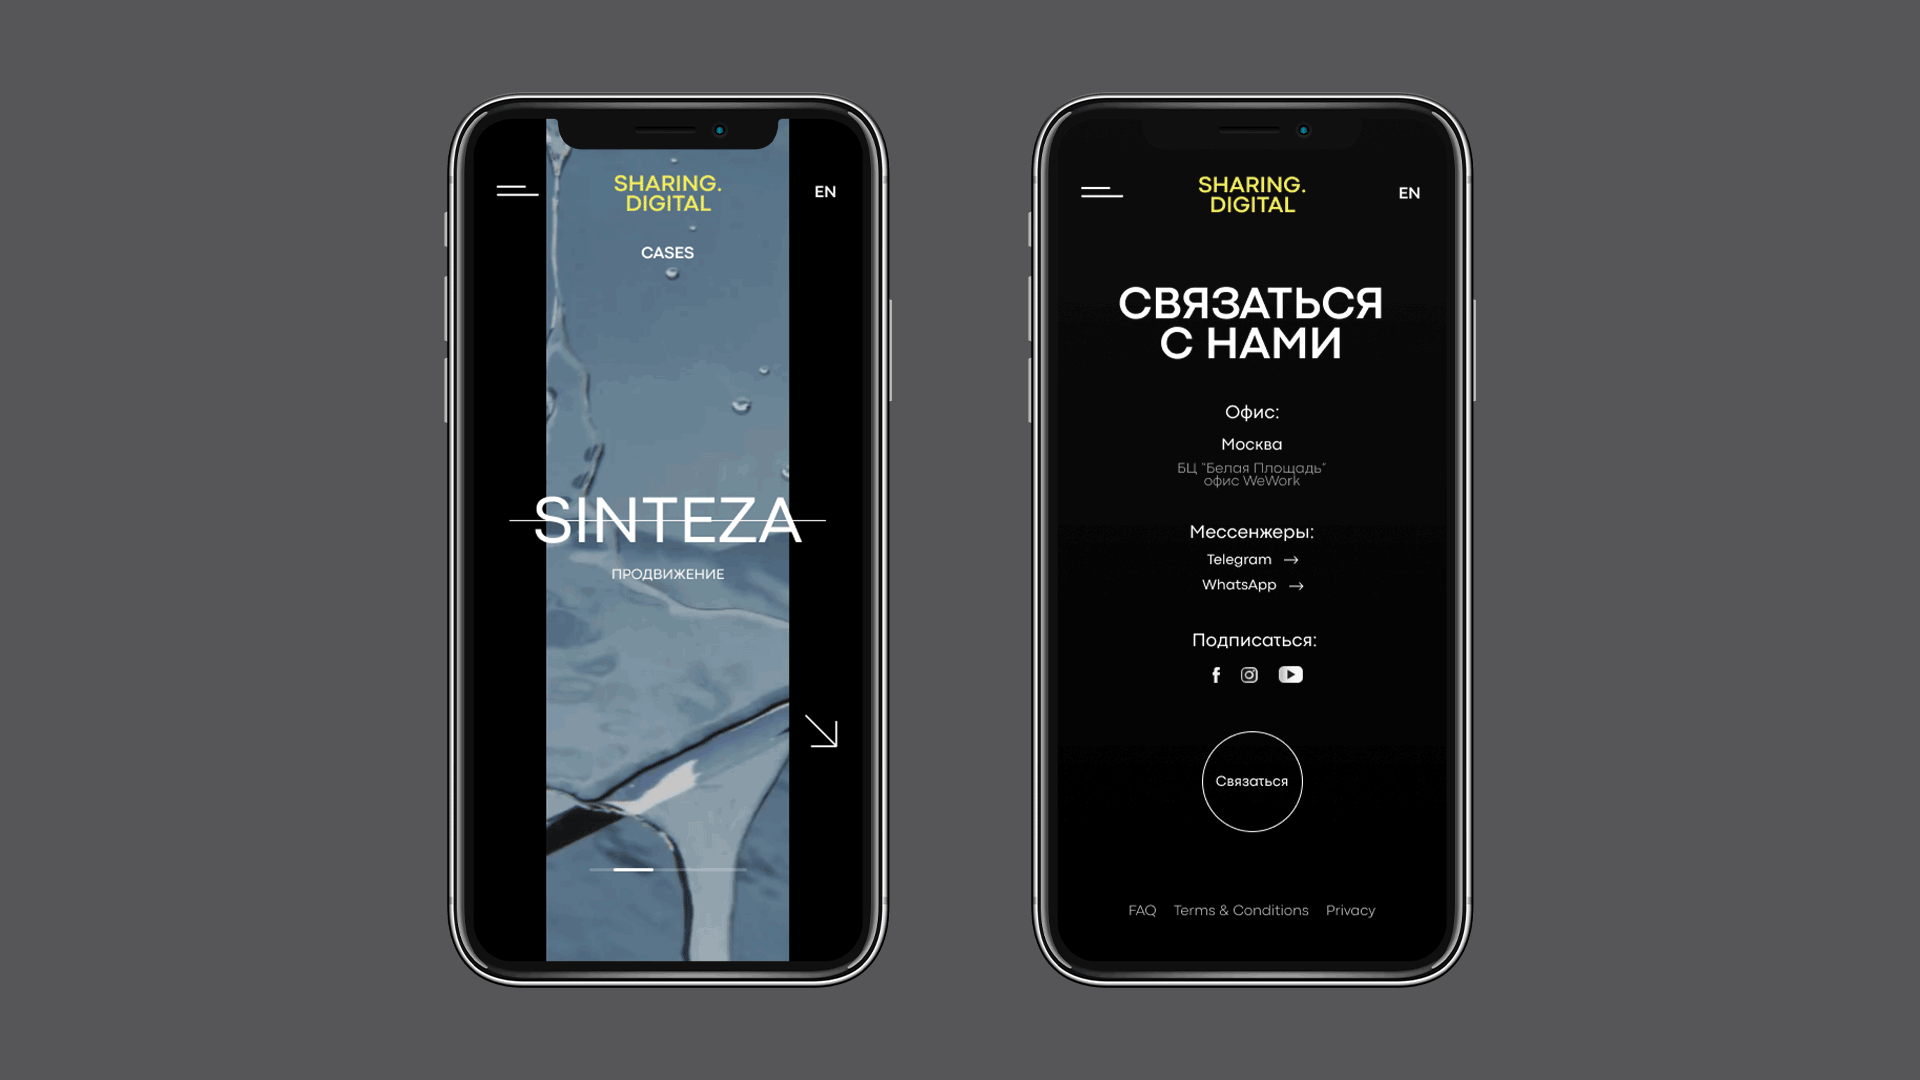 SHARING.
DIGITAL
EN
CASES
SINTEZA
ПРОДВИЖЕНИЕ
SHARING.
DIGITAL
EN
СВЯЗАТЬСЯ
С НАМИ
Офис:
Москва
БЦ "Белая Площадь"
офис WeWork
Мессенжеры:
Telegram →
WhatsApp →
Подписаться:
Связаться
FAQ Terms & Conditions Privacy